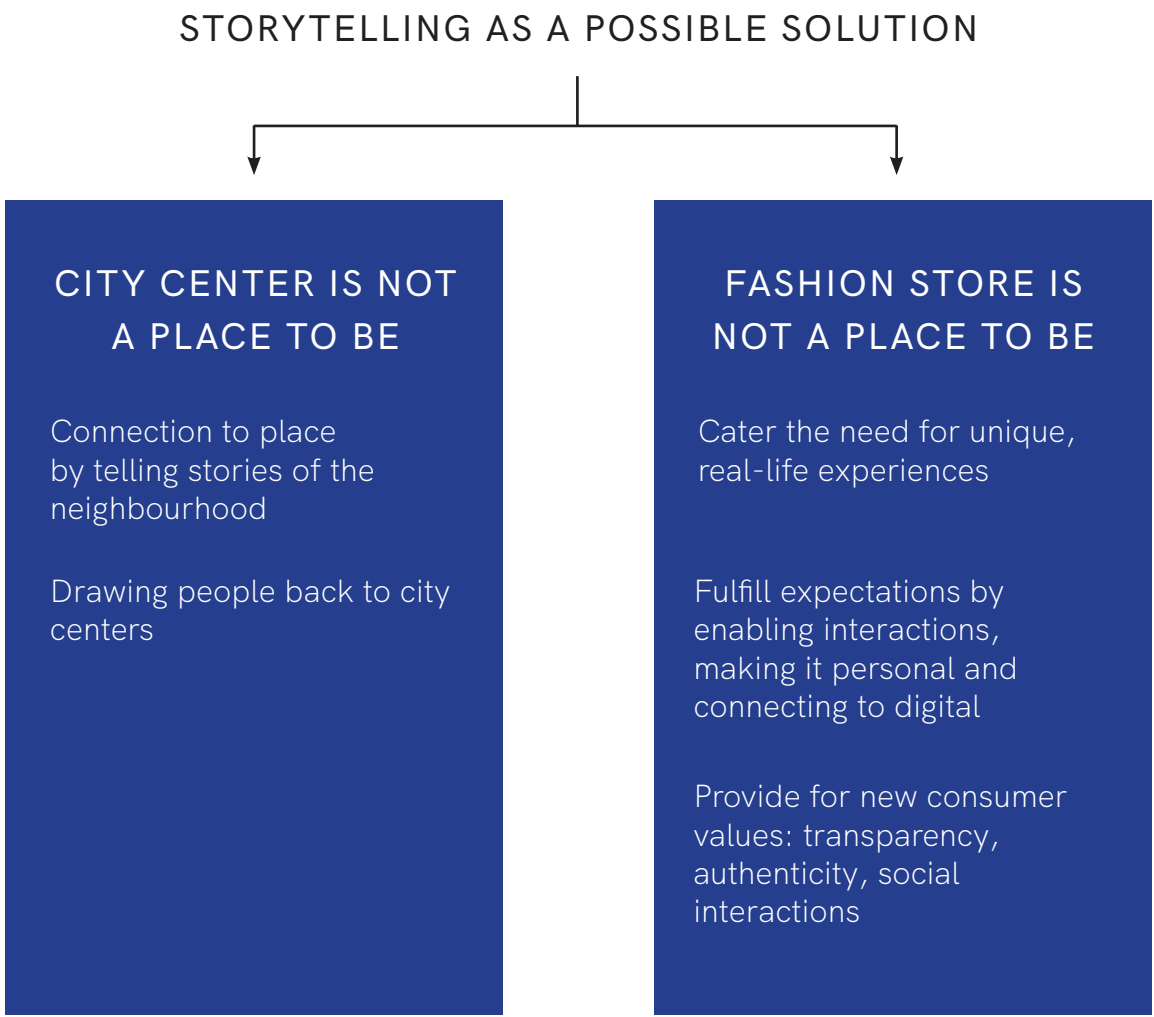 STORYTELLING AS A POSSIBLE SOLUTION
CITY CENTER IS NOT
A PLACE TO BE
Connection to place
by telling stories of the
neighbourhood
Drawing people back to city
centers
FASHION STORE IS
NOT A PLACE TO BE
Cater the need for unique,
real-life experiences
Fulfill expectations by
enabling interactions,
making it personal and
connecting to digital
Provide for new consumer
values: transparency,
authenticity, social
interactions